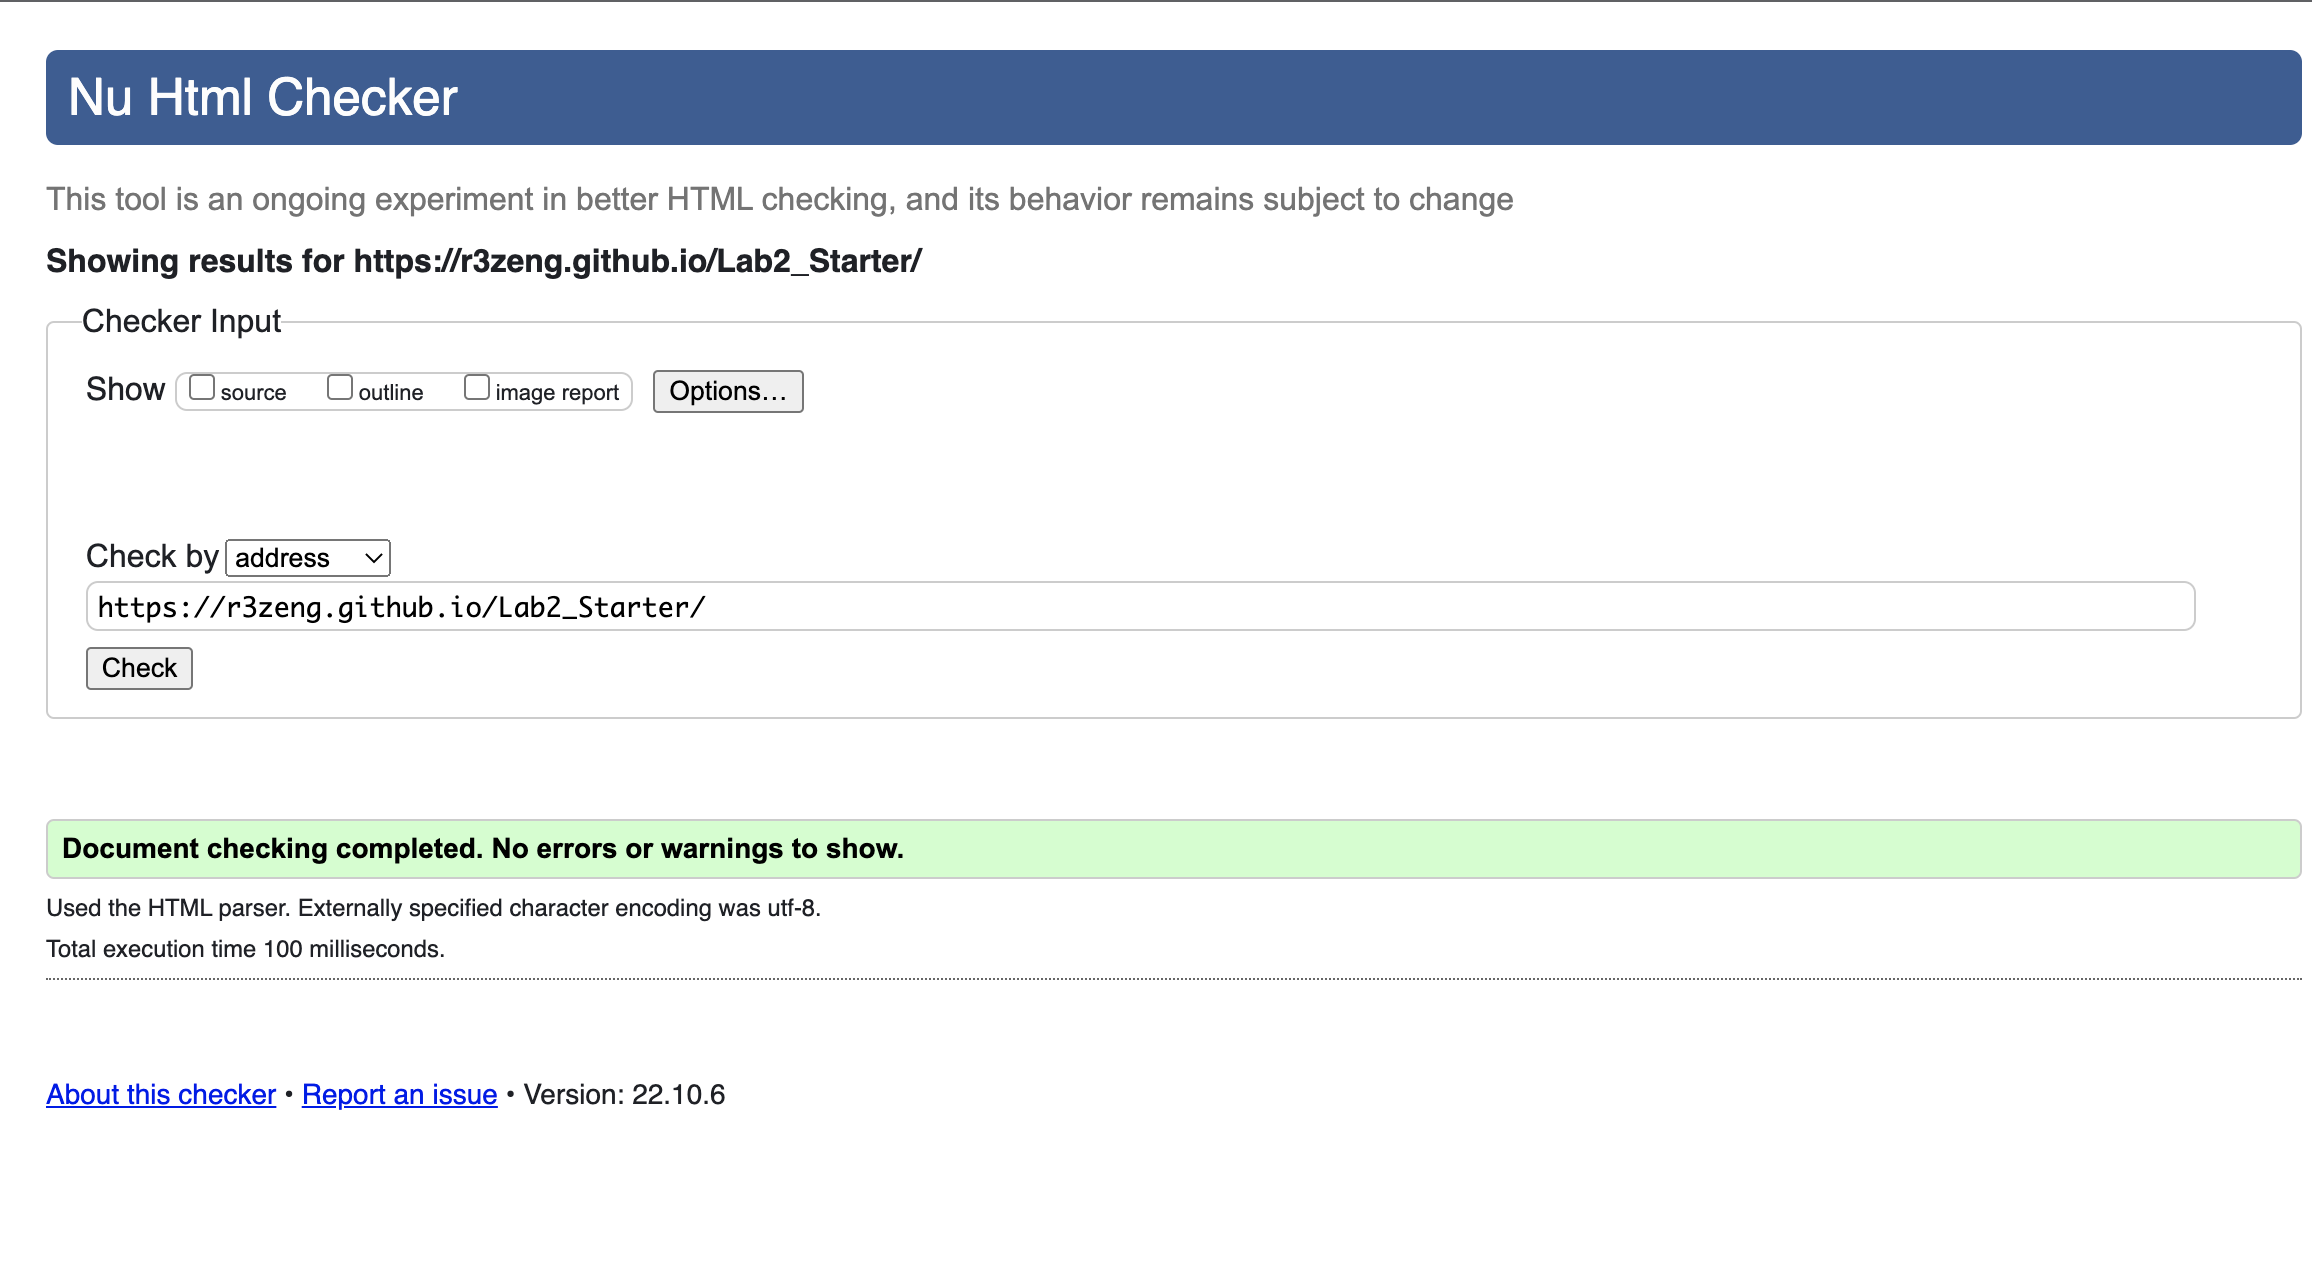 Nu Html Checker
This tool is an ongoing experiment in better HTML checking, and its behavior remains subject to change
Showing results for https://r3zeng.github.io/Lab2_Starter/
Checker Input
Show source outline image report Options...
Check by address
https://r3zeng.github.io/Lab2_Starter/
Check
Document checking completed. No errors or warnings to show.
Used the HTML parser. Externally specified character encoding was utf-8.
Total execution time 100 milliseconds.
About this checker • Report an issue • Version: 22.10.6